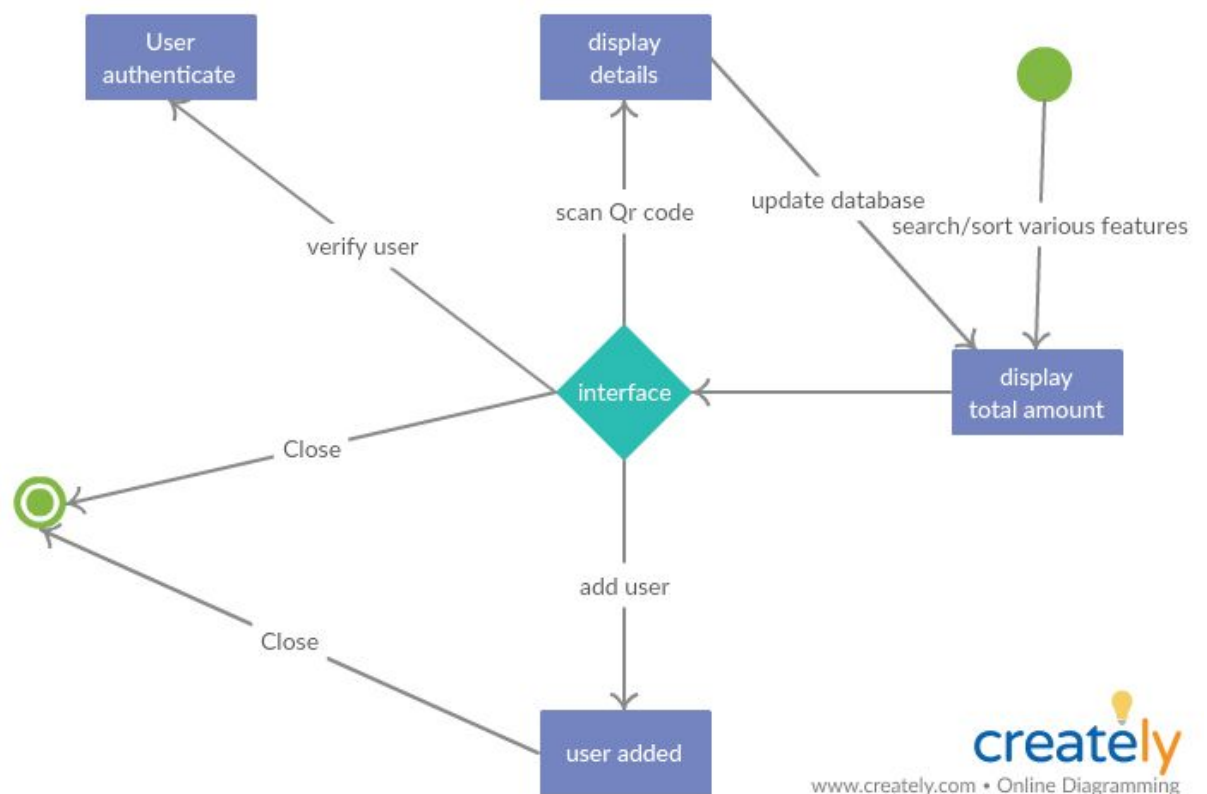 User
authenticate
display
details
update database
scan Qr code
search/sort various features
verify user
display
total amount
interface
Close
add user
Close
user added
creately
www.creately.com • Online Diagramming